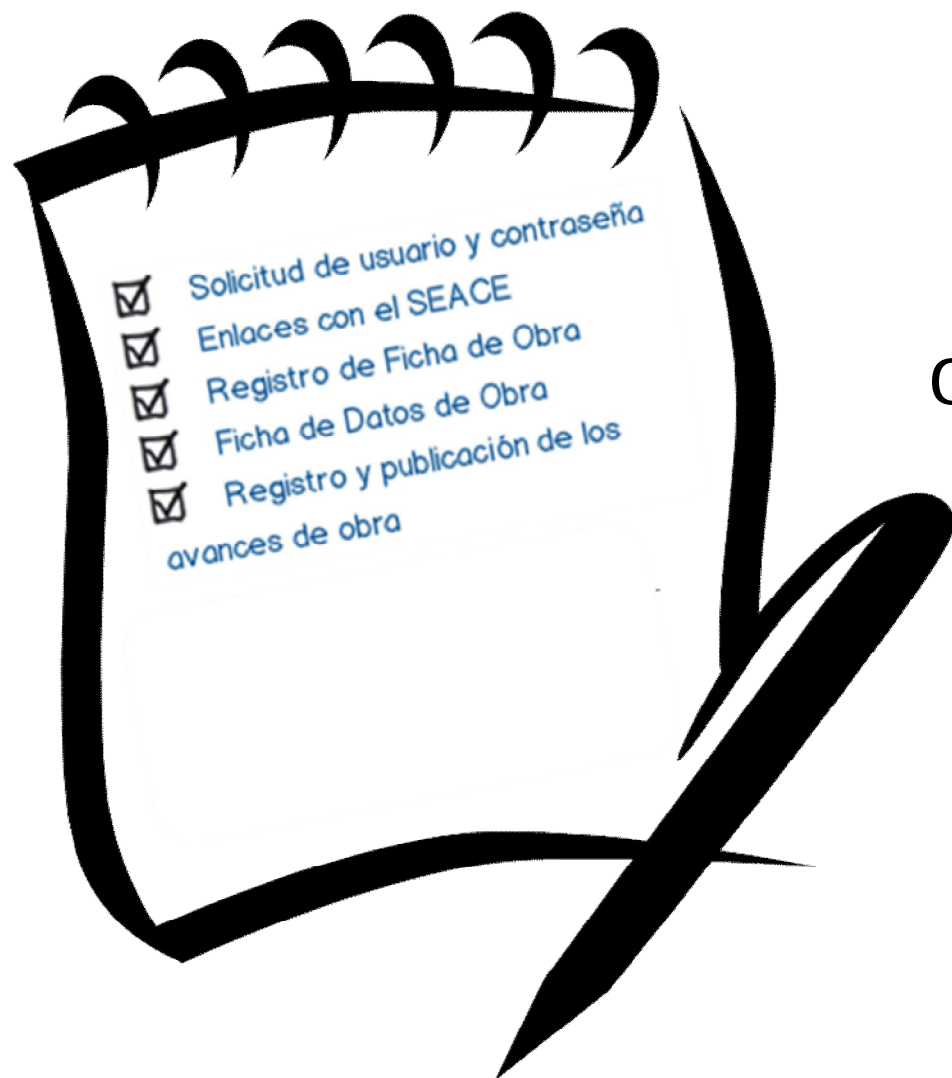 Solicitud de usuario y contraseña
Enlaces con el SEACE
Registro de Ficha de Obra
Ficha de Datos de Obra
Registro y publicación de los
avances de obra